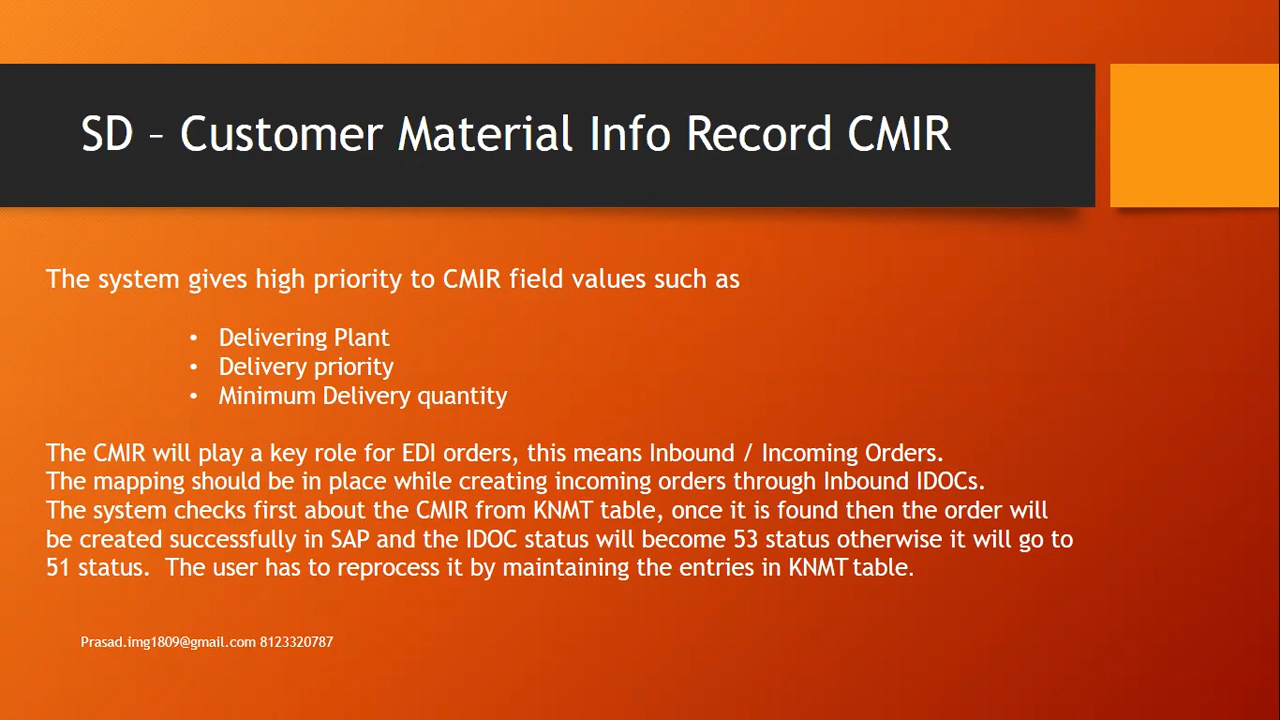 SD – Customer Material Info Record CMIR
The system gives high priority to CMIR field values such as
• Delivering Plant
• Delivery priority
• Minimum Delivery quantity
The CMIR will play a key role for EDI orders, this means Inbound / Incoming Orders.
The mapping should be in place while creating incoming orders through Inbound IDOCs.
The system checks first about the CMIR from KNMT table, once it is found then the order will
be created successfully in SAP and the IDOC status will become 53 status otherwise it will go to
51 status.  The user has to reprocess it by maintaining the entries in KNMT table.
Prasad.img1809@gmail.com 8123320787